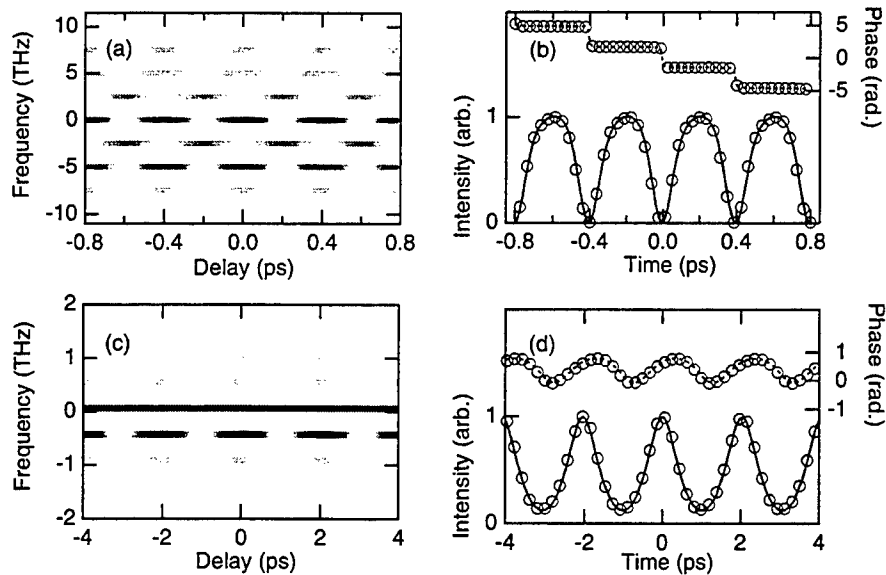 Frequency (THz)
10
5
0
-5
-10
(a)
-0.8
-0.4
0.0
0.4
0.8
Delay (ps)
Intensity (arb.)
1
0
(b)
5
0
-5
Phase (rad.)
-0.8
-0.4
0
0.4
0.8
Time (ps)
Frequency (THz)
2
1
0
-1
-2
(c)
-4
-2
0
2
4
Delay (ps)
Intensity (arb.)
1
0
(d)
1
0
-1
Phase (rad.)
-4
-2
0
2
4
Time (ps)